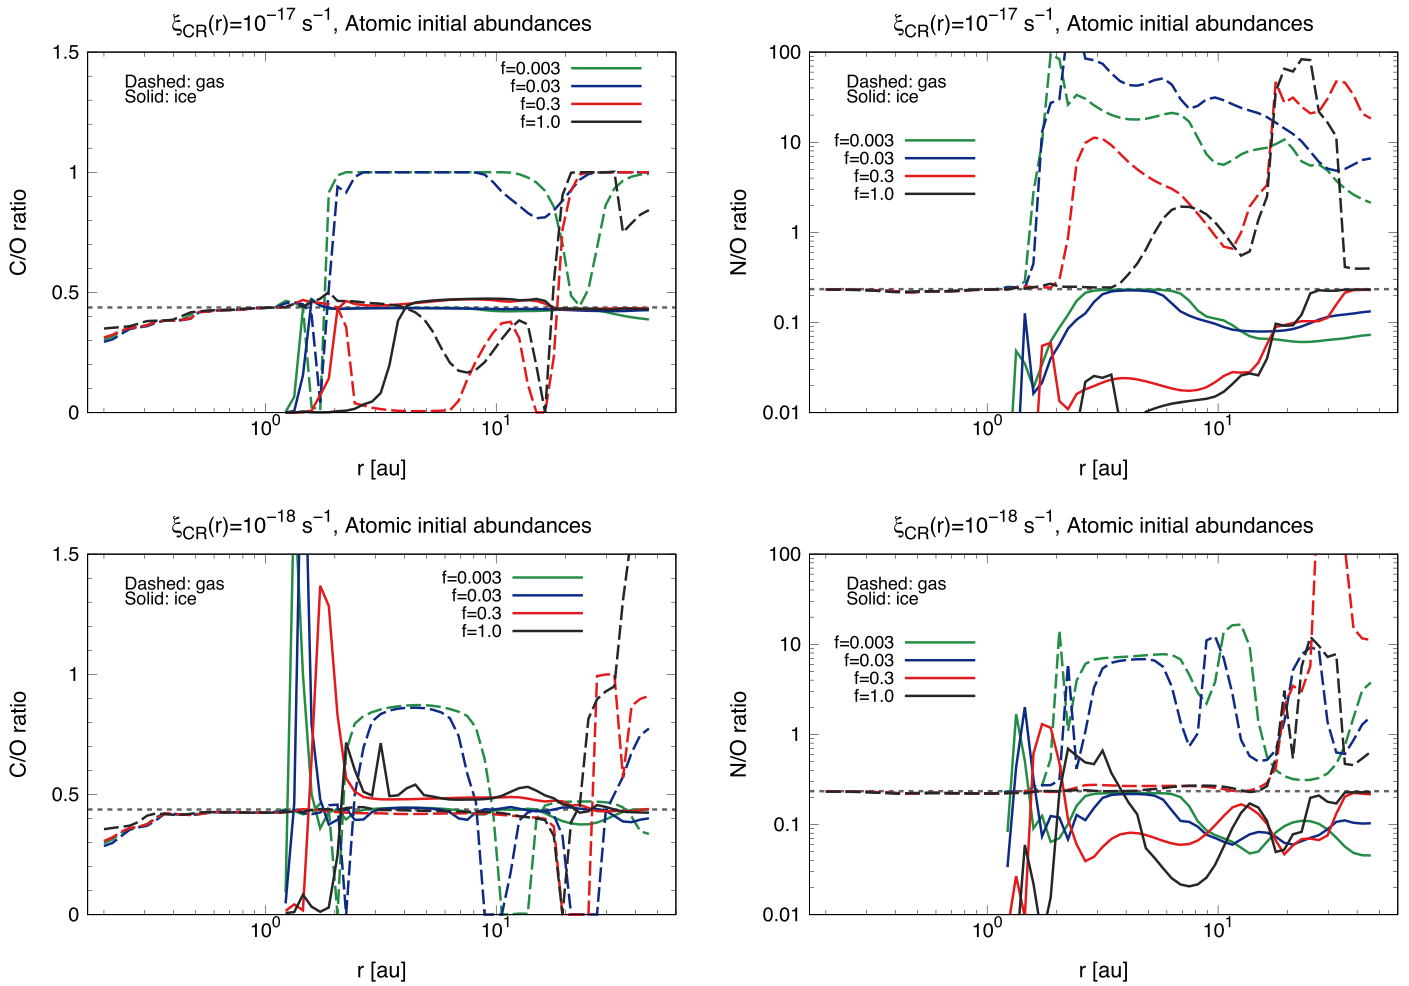 ξCR(r)=10−17 s−1, Atomic initial abundances
1.5
1
0.5
0
C/O ratio
Dashed: gas
Solid: ice
f=0.003
f=0.03
f=0.3
f=1.0
100
101
r [au]
ξCR(r)=10−17 s−1, Atomic initial abundances
100
10
1
0.1
0.01
N/O ratio
Dashed: gas
Solid: ice
f=0.003
f=0.03
f=0.3
f=1.0
100
101
r [au]
ξCR(r)=10−18 s−1, Atomic initial abundances
1.5
1
0.5
0
C/O ratio
Dashed: gas
Solid: ice
f=0.003
f=0.03
f=0.3
f=1.0
100
101
r [au]
ξCR(r)=10−18 s−1, Atomic initial abundances
100
10
1
0.1
0.01
N/O ratio
Dashed: gas
Solid: ice
f=0.003
f=0.03
f=0.3
f=1.0
100
101
r [au]